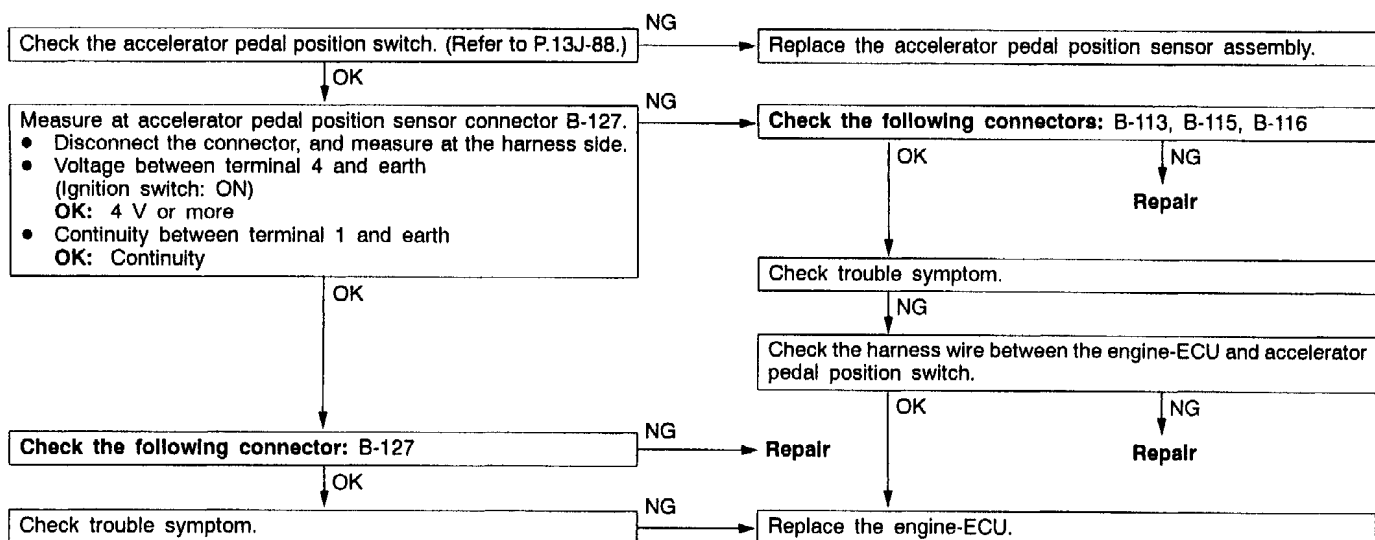 Check the accelerator pedal position switch. (Refer to P.13J-88.)
NG
Replace the accelerator pedal position sensor assembly.
OK
Measure at accelerator pedal position sensor connector B-127.
● Disconnect the connector, and measure at the harness side.
● Voltage between terminal 4 and earth
(Ignition switch: ON)
OK: 4 V or more
● Continuity between terminal 1 and earth
OK: Continuity
NG
Check the following connectors: B-113, B-115, B-116
OK
NG
Repair
Check trouble symptom.
NG
Check the harness wire between the engine-ECU and accelerator
pedal position switch.
OK
NG
Repair
OK
Check the following connector: B-127
NG
Repair
OK
Check trouble symptom.
NG
Replace the engine-ECU.